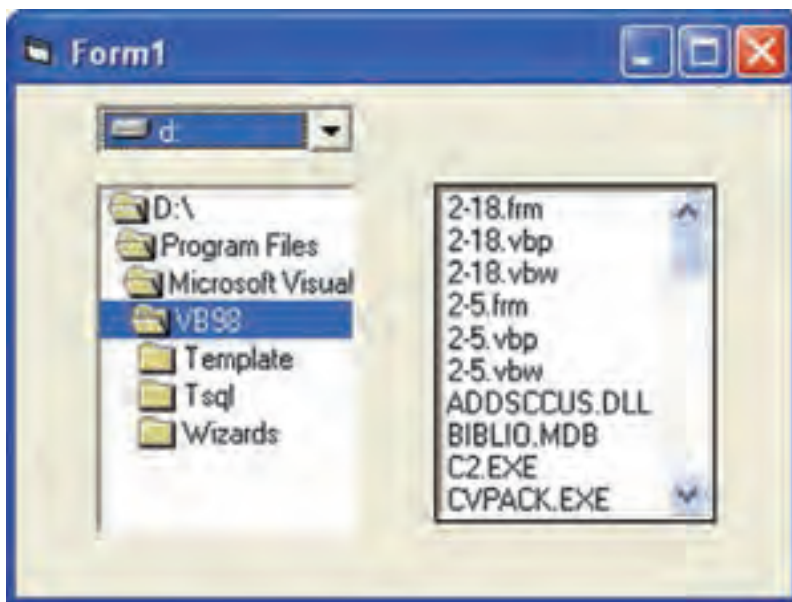 Form1
d:
D:\
Program Files
Microsoft Visual
VB98
Template
Tsql
Wizards
2-18.frm
2-18.vbp
2-18.vbw
2-5.frm
2-5.vbp
2-5.vbw
ADDSCCUS.DLL
BIBLIO.MDB
C2.EXE
CVPACK.EXE